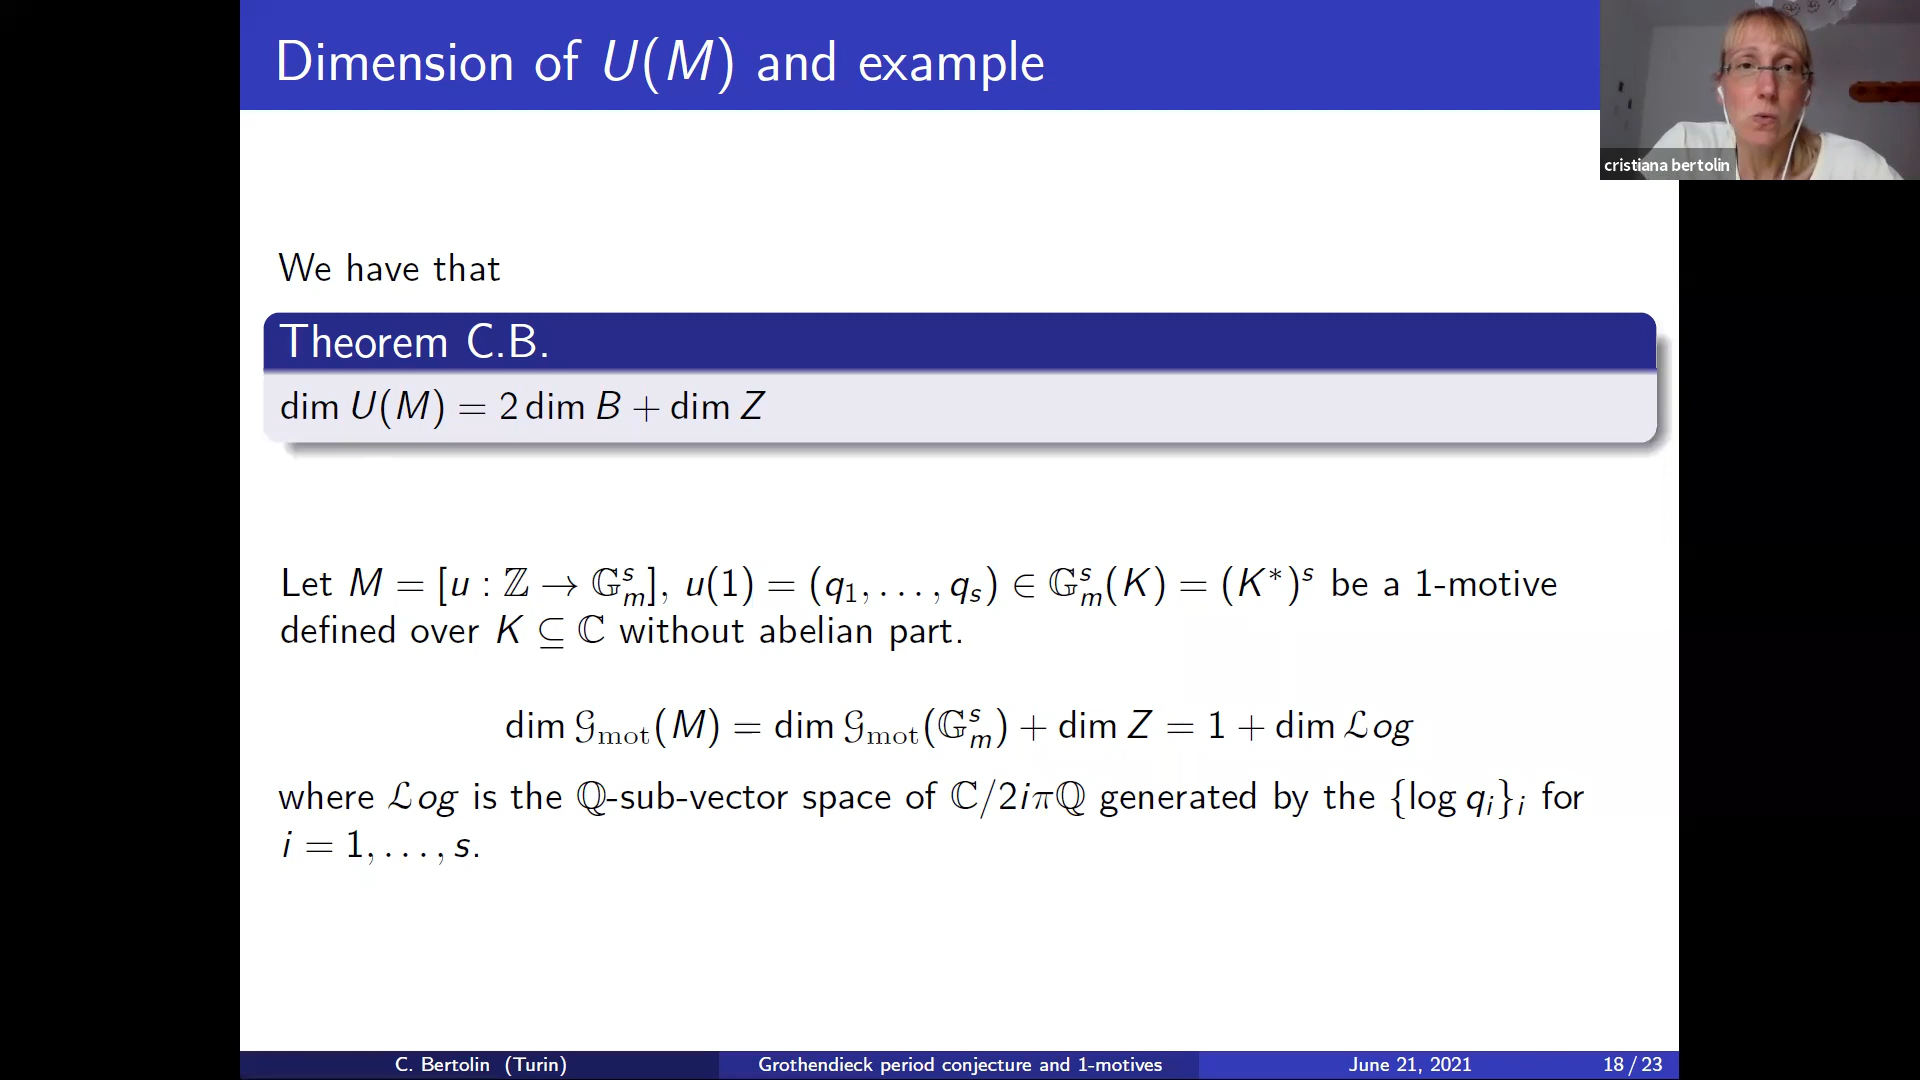 Dimension of U(M) and example
cristiana bertolin
We have that
Theorem C.B.
dim U(M) = 2 dim B + dim Z
Let M = [u : ℤ → 𝔾ₘˢ], u(1) = (q₁, . . . , qₛ) ∈ 𝔾ₘˢ(K) = (K*)ˢ be a 1-motive
defined over K ⊆ ℂ without abelian part.
dim 𝒢_mot(M) = dim 𝒢_mot(𝔾ₘˢ) + dim Z = 1 + dim ℒog
where ℒog is the ℚ-sub-vector space of ℂ/2iπℚ generated by the {log qᵢ}ᵢ for
i = 1, . . . , s.
C. Bertolin (Turin)
Grothendieck period conjecture and 1-motives
June 21, 2021
18 / 23